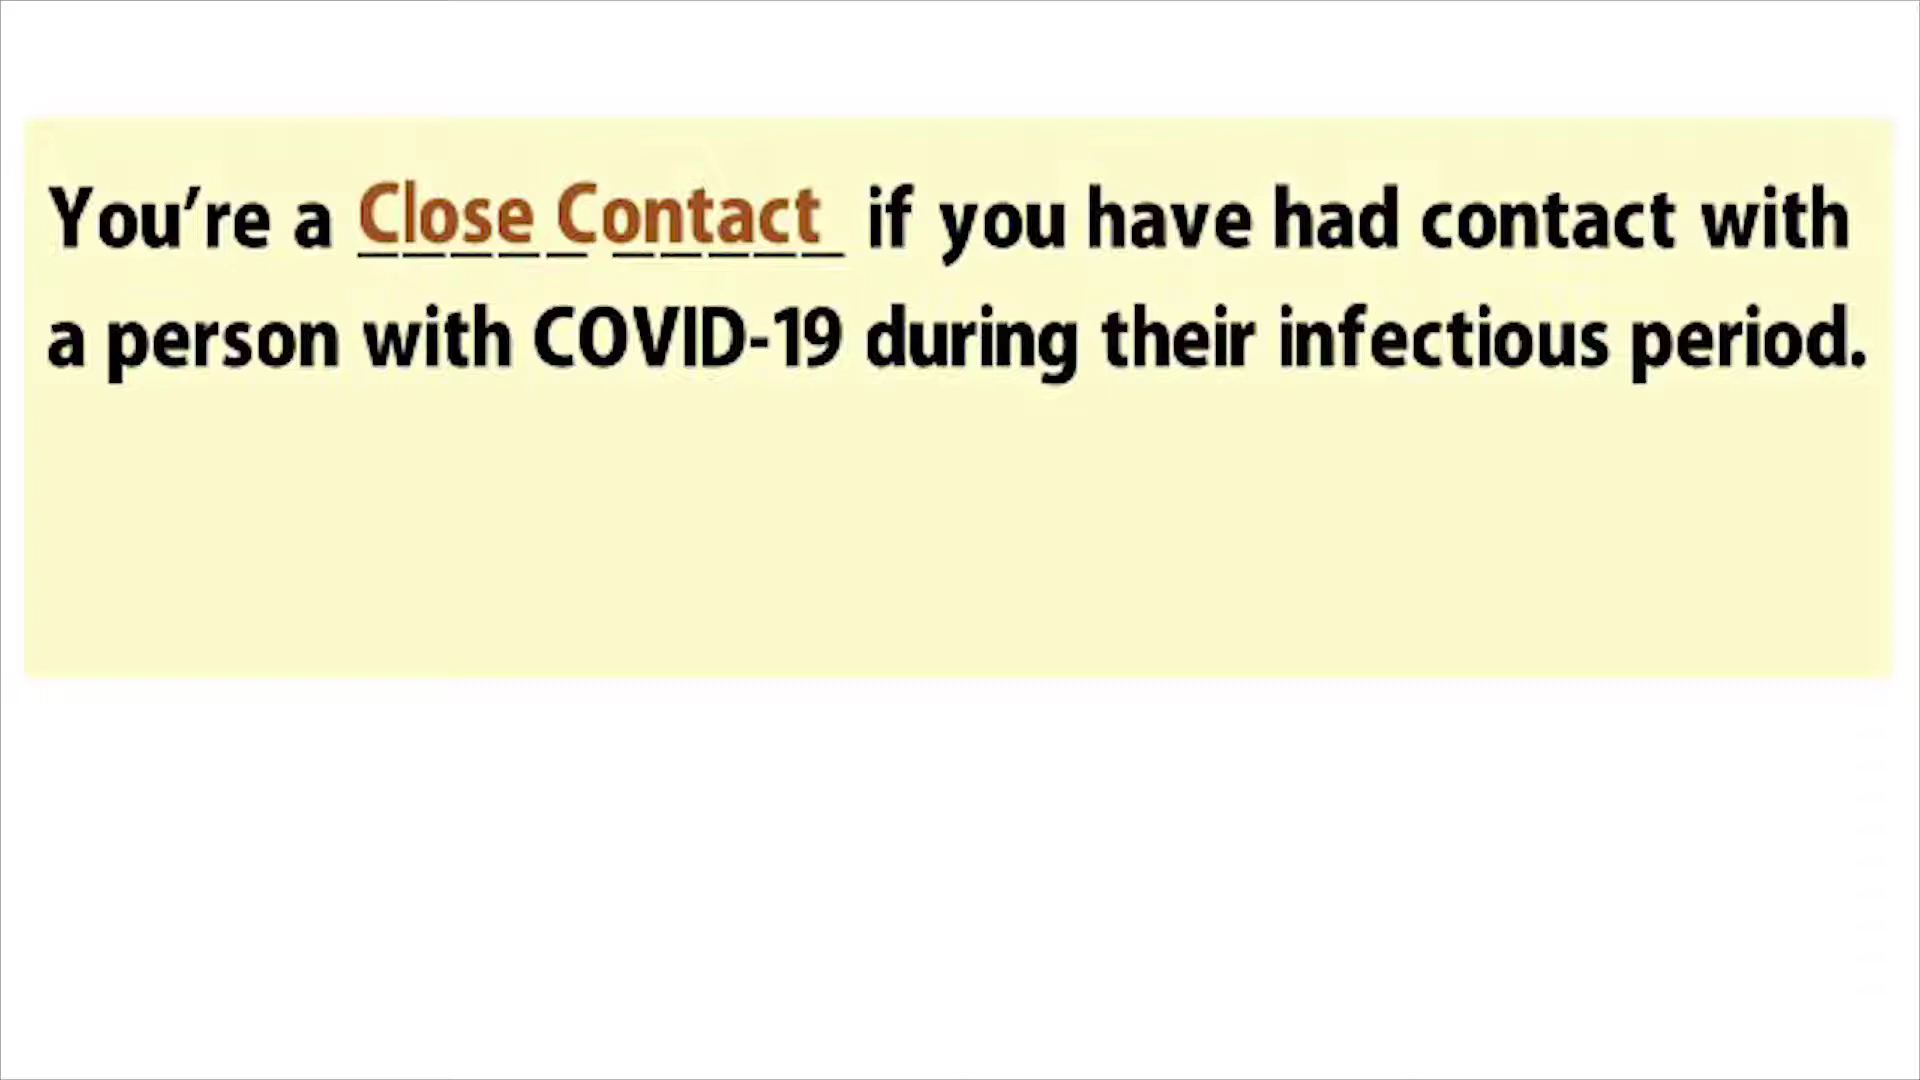 You’re a Close Contact if you have had contact with
a person with COVID-19 during their infectious period.